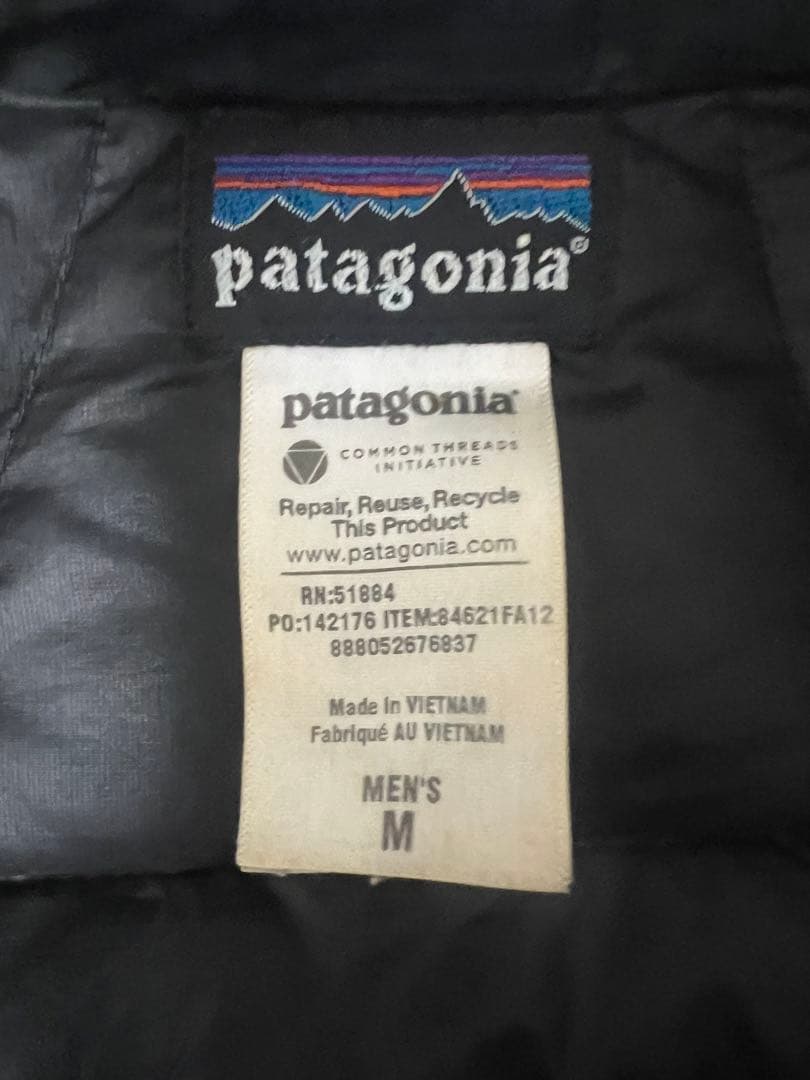 patagonia®
patagonia®
COMMON THREADS
INITIATIVE
Repair, Reuse, Recycle
This Product
www.patagonia.com
RN:51884
PO:142176 ITEM:84621FA12
888052676837
Made in VIETNAM
Fabriqué AU VIETNAM
MEN'S
M